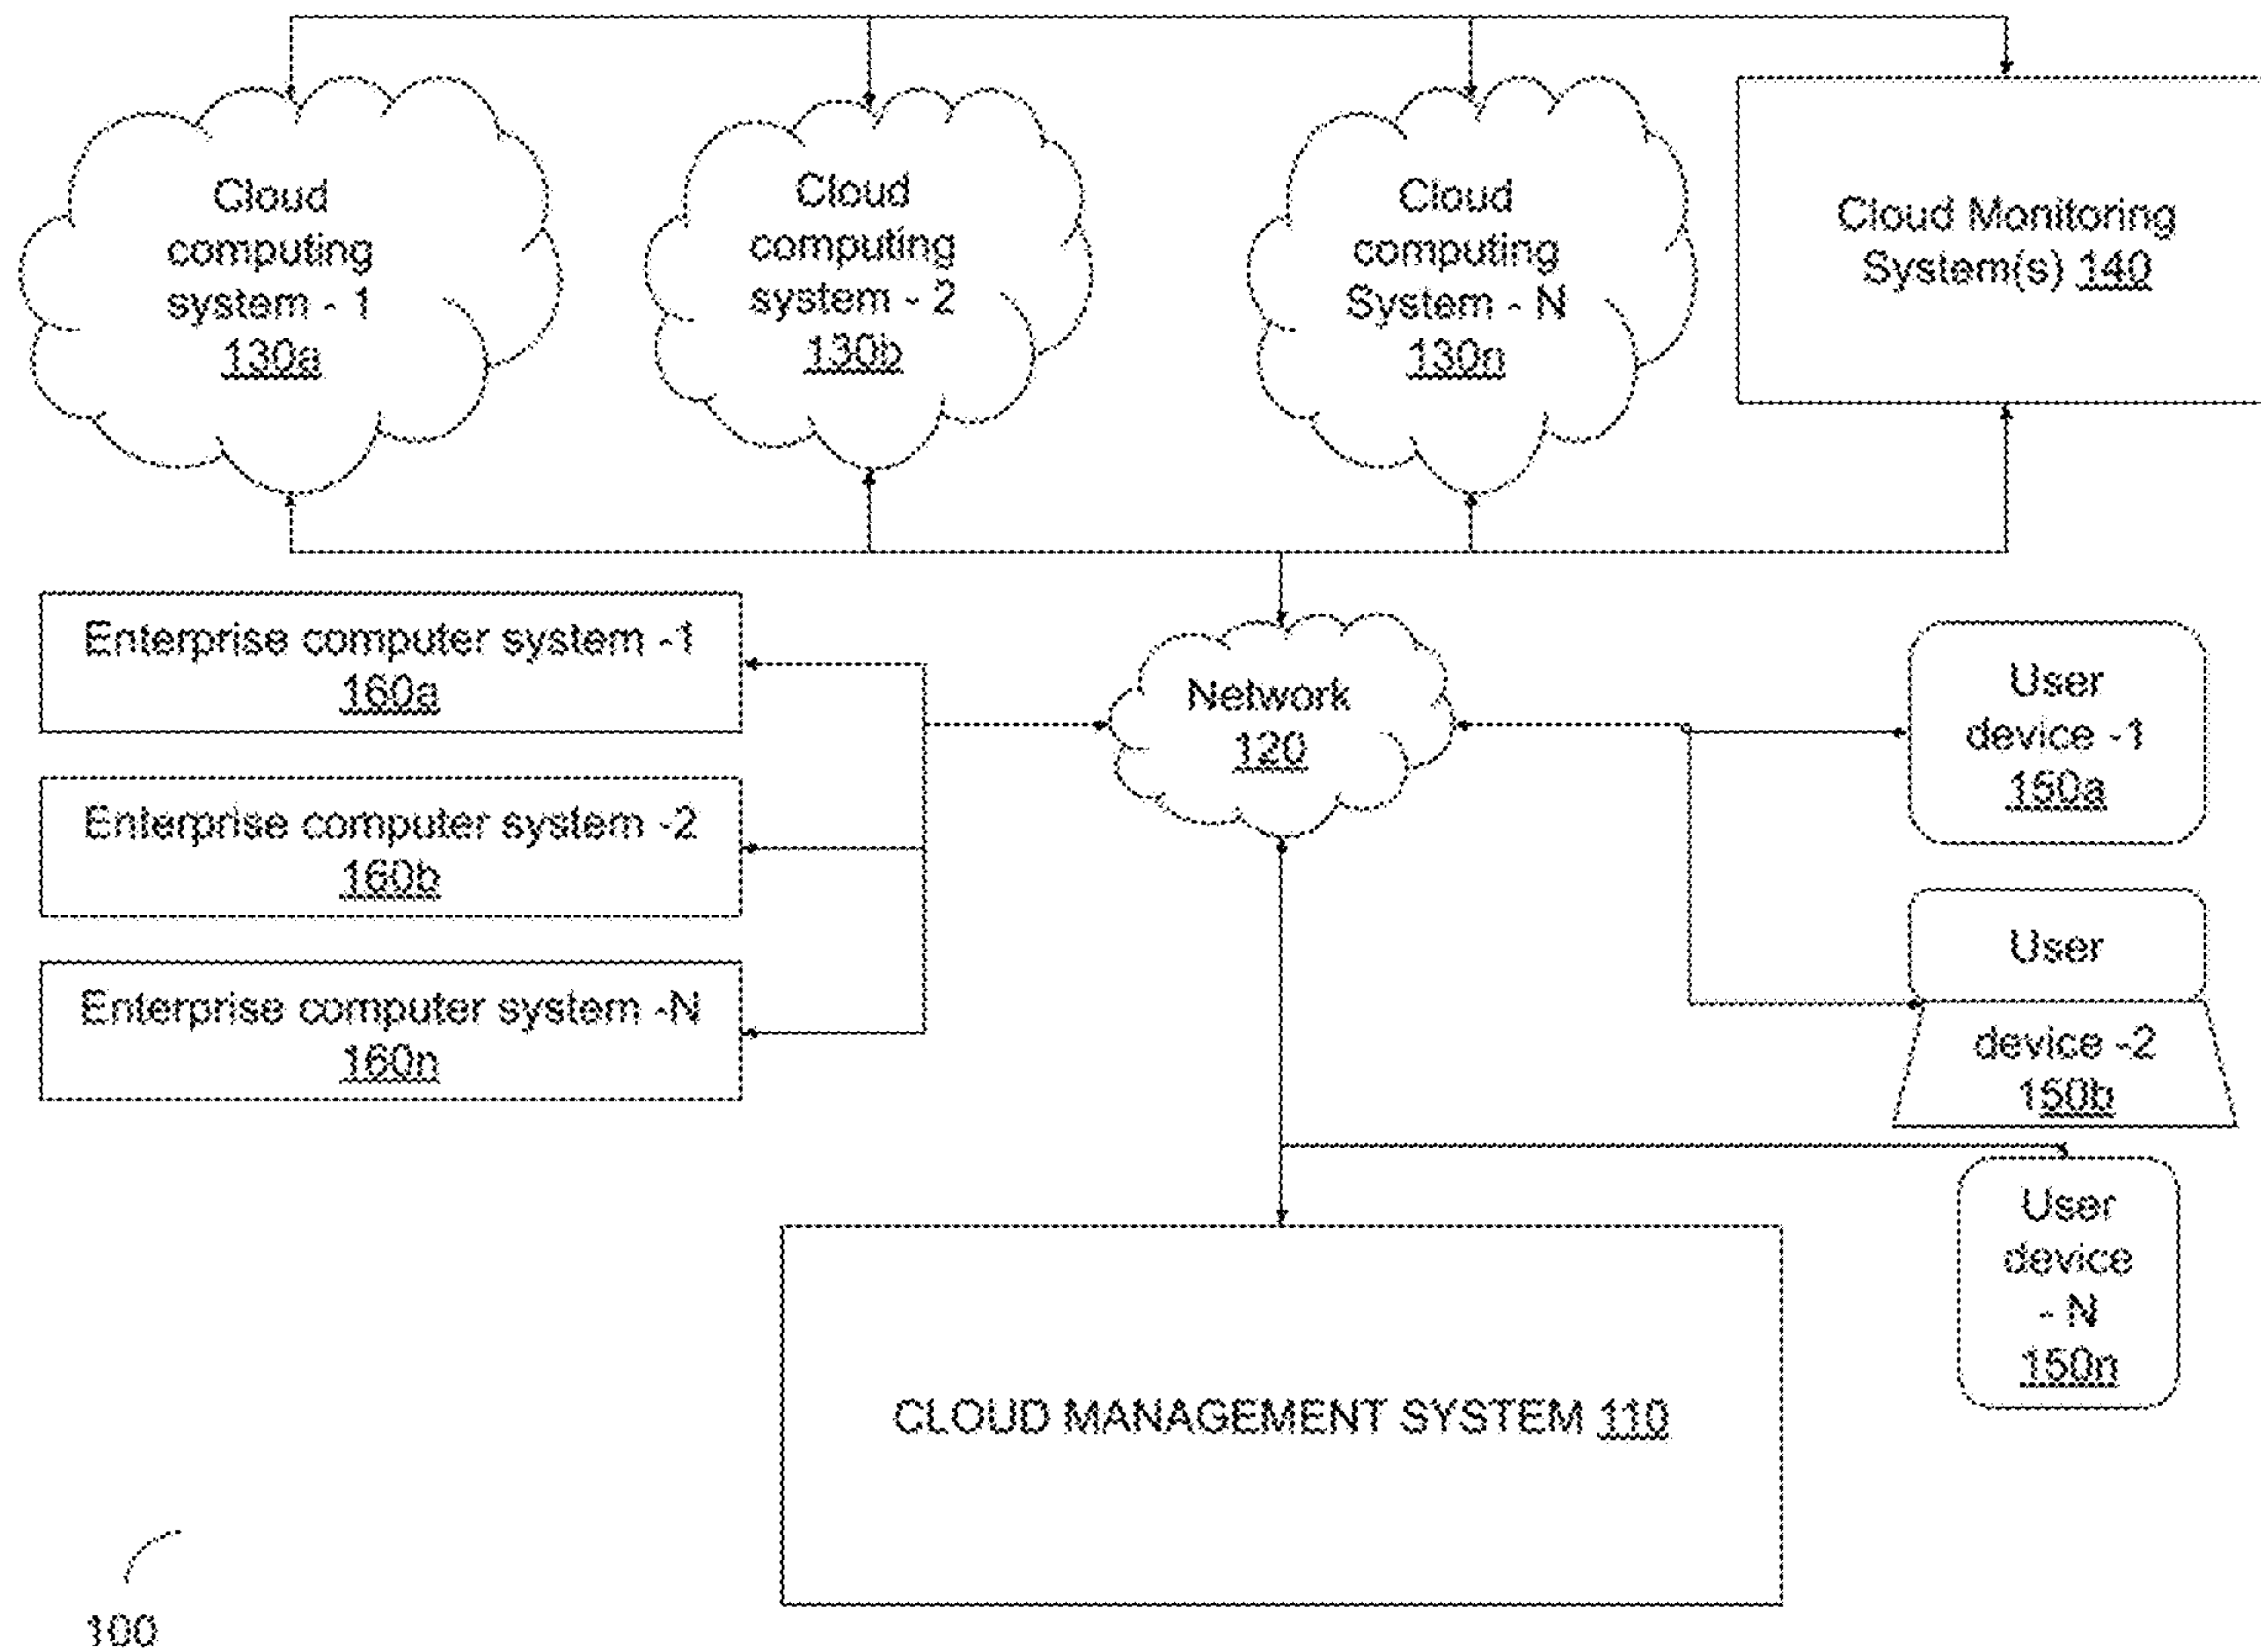 Cloud
computing
system - 1
130a
Cloud
computing
system - 2
130b
Cloud
computing
System - N
130n
Cloud Monitoring
System(s) 140
Enterprise computer system -1
160a
Enterprise computer system -2
160b
Enterprise computer system -N
160n
Network
120
User
device -1
150a
User
device -2
150b
User
device
- N
150n
CLOUD MANAGEMENT SYSTEM 110
100